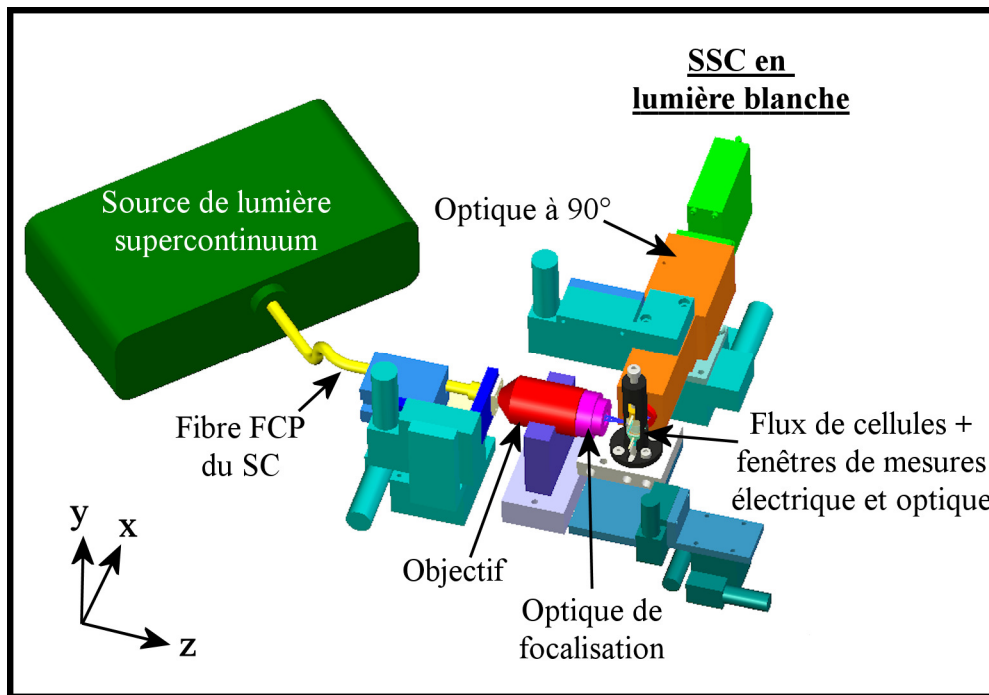 SSC en
lumière blanche
Source de lumière
supercontinuum
Optique à 90°
Fibre FCP
du SC
Flux de cellules +
fenêtres de mesures
électrique et optique
Objectif
Optique de
focalisation
y
x
z